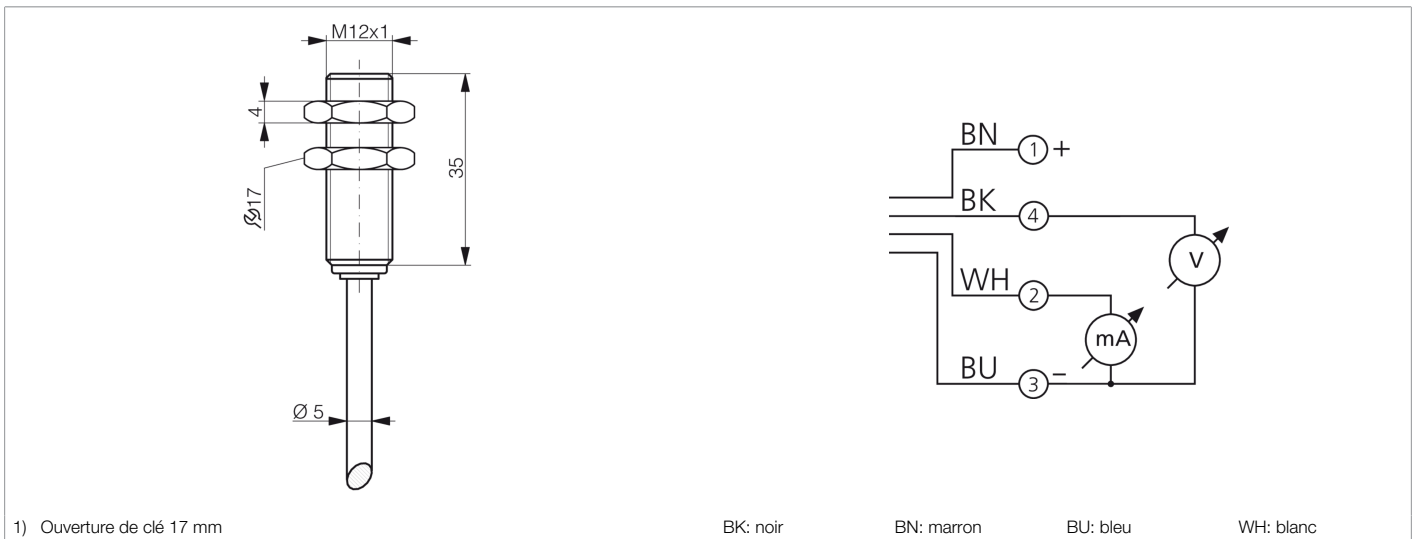 M12x1
4
35
17
Ø 5
BN 1 +
BK 4
V
WH 2
mA
BU 3 −
1) Ouverture de clé 17 mm BK: noir BN: marron BU: bleu WH: blanc